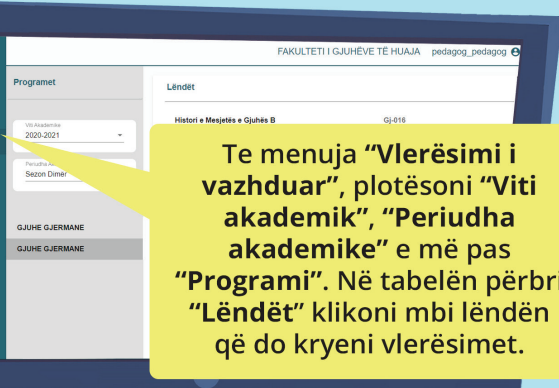 FAKULTETI I GJUHËVE TË HUAJA pedagog_pedagog
Programet
Lëndët
Viti Akademik
2020-2021
Sezon Dimër
Histori e Mesjetës e Gjuhës B Gj-016
GJUHE GJERMANE
GJUHE GJERMANE
Te menuja “Vlerësimi i
vazhduar”, plotësoni “Viti
akademik”, “Periudha
akademike” e më pas
“Programi”. Në tabelën përbri
“Lëndët” klikoni mbi lëndën
që do kryeni vlerësimet.